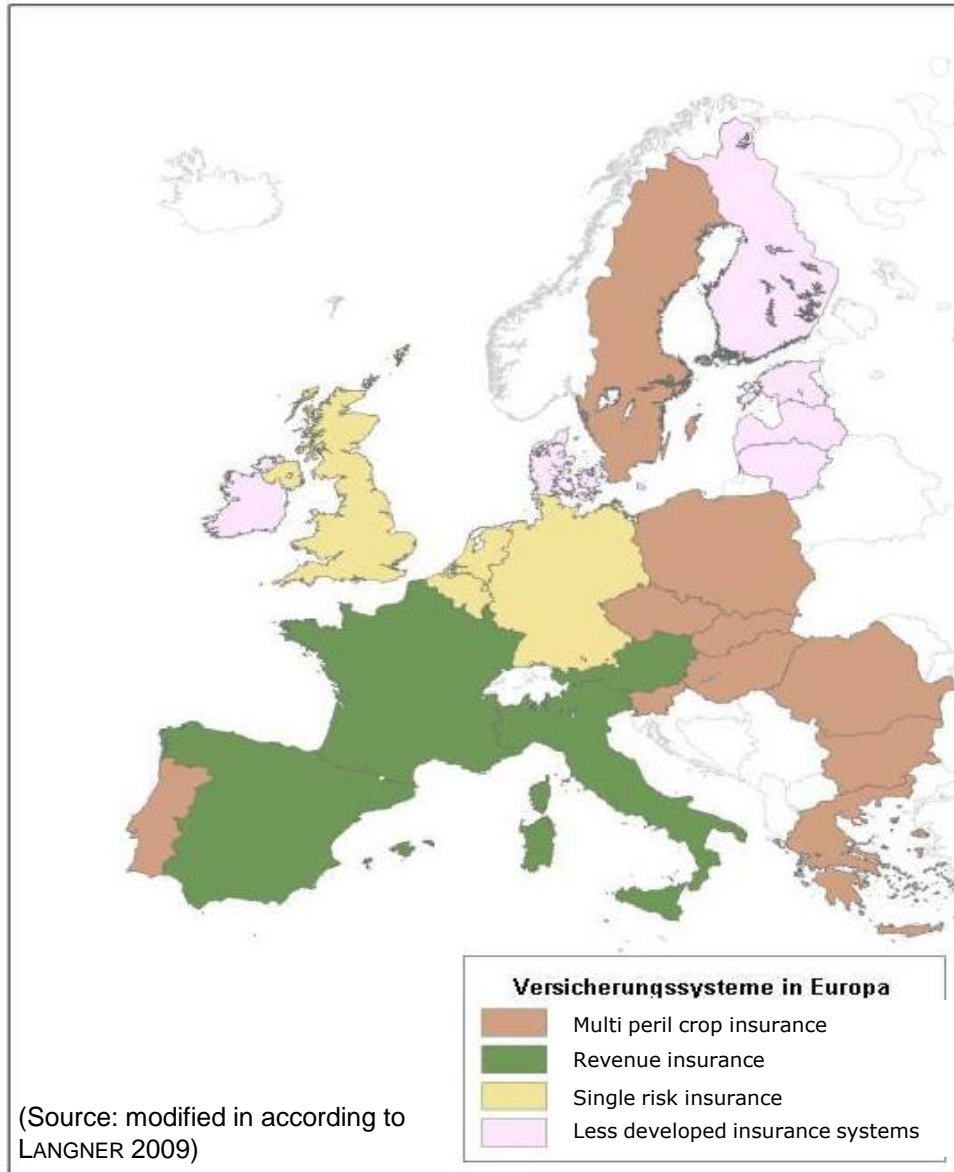 Versicherungssysteme in Europa
Multi peril crop insurance
Revenue insurance
Single risk insurance
Less developed insurance systems
(Source: modified in according to
LANGNER 2009)